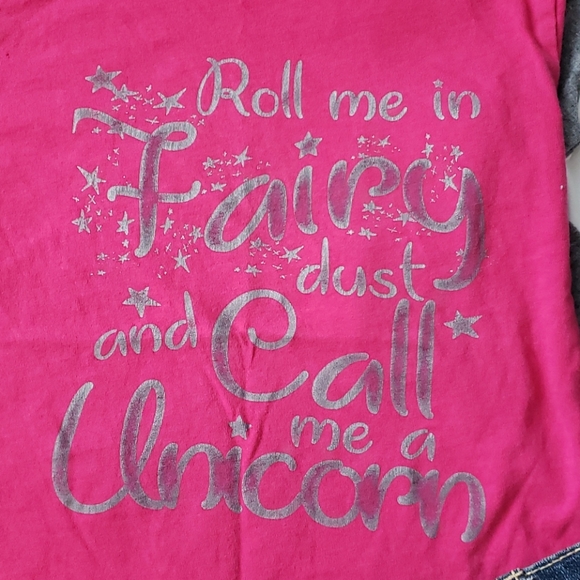 Roll me in
Fairy
dust
and Call
me a
Unicorn